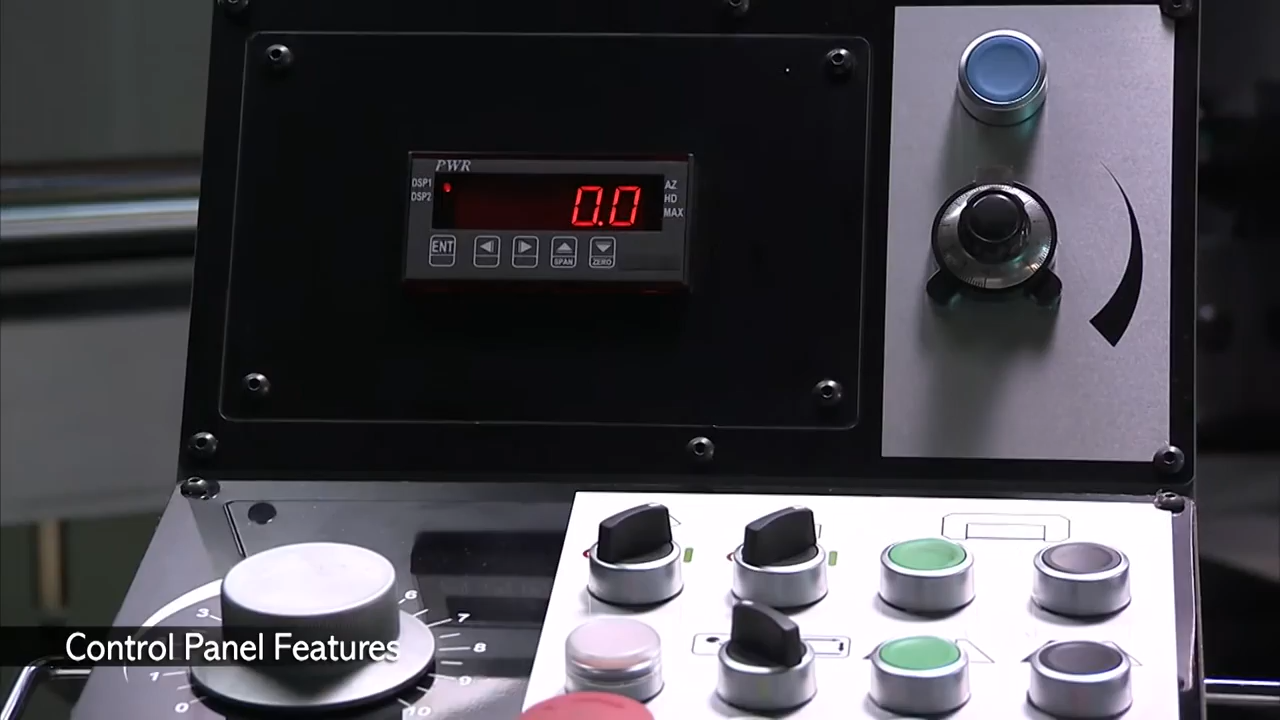 PWR
DSP1
DSP2
0.0
AZ
HD
MAX
ENT
SPAN
ZERO
6
3
7
8
1
9
0
10
Control Panel Features